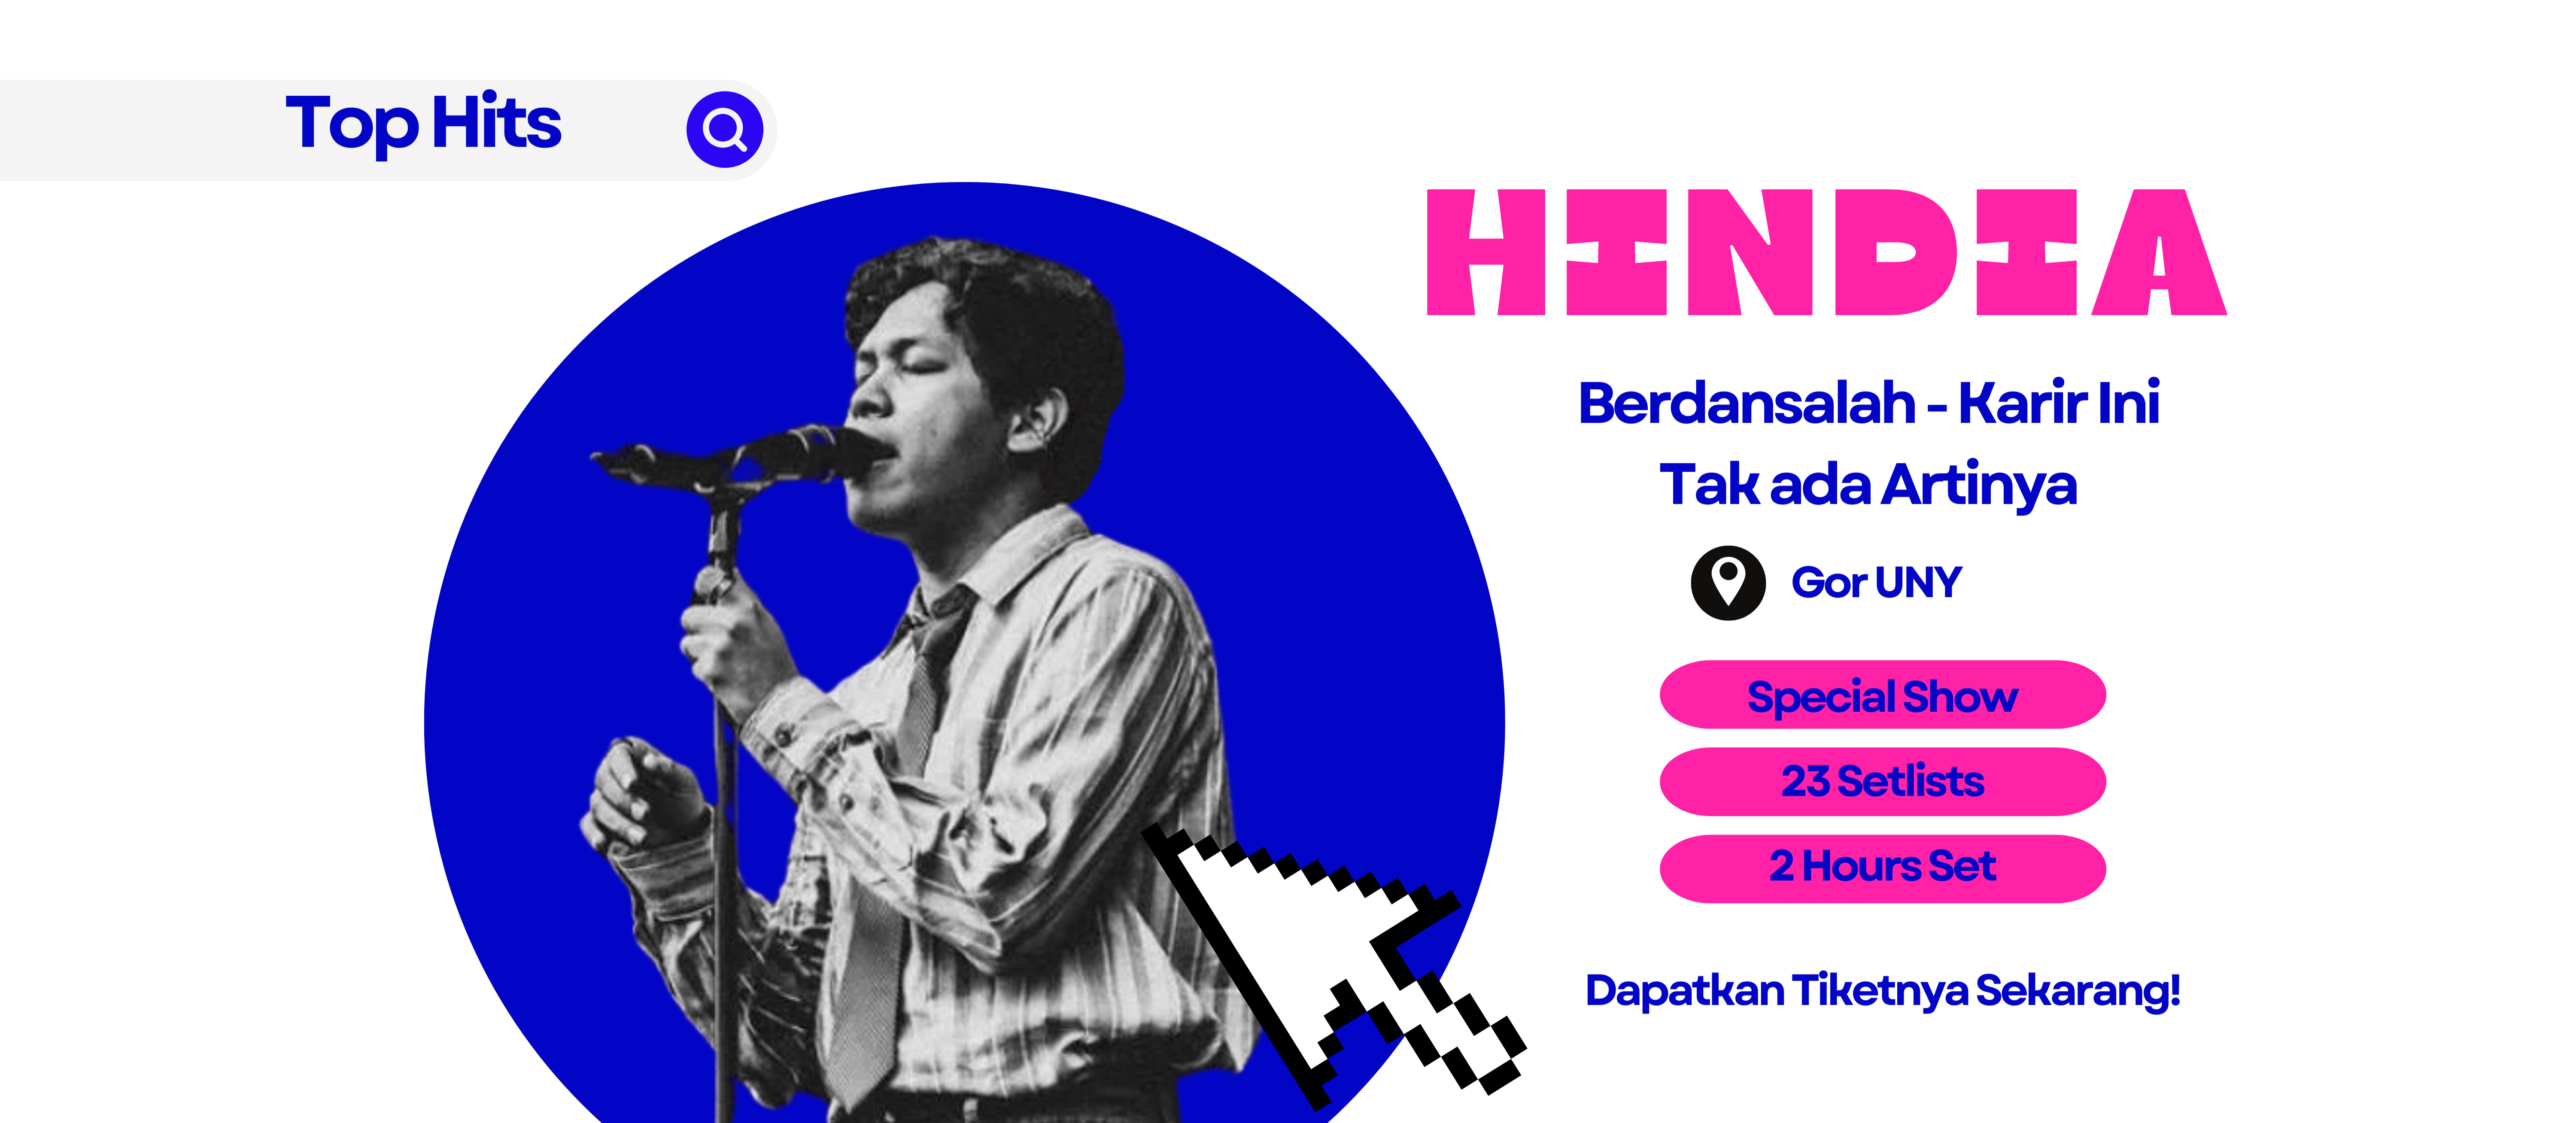 Top Hits
HINDIA
Berdansalah - Karir Ini
Tak ada Artinya
Gor UNY
Special Show
23 Setlists
2 Hours Set
Dapatkan Tiketnya Sekarang!